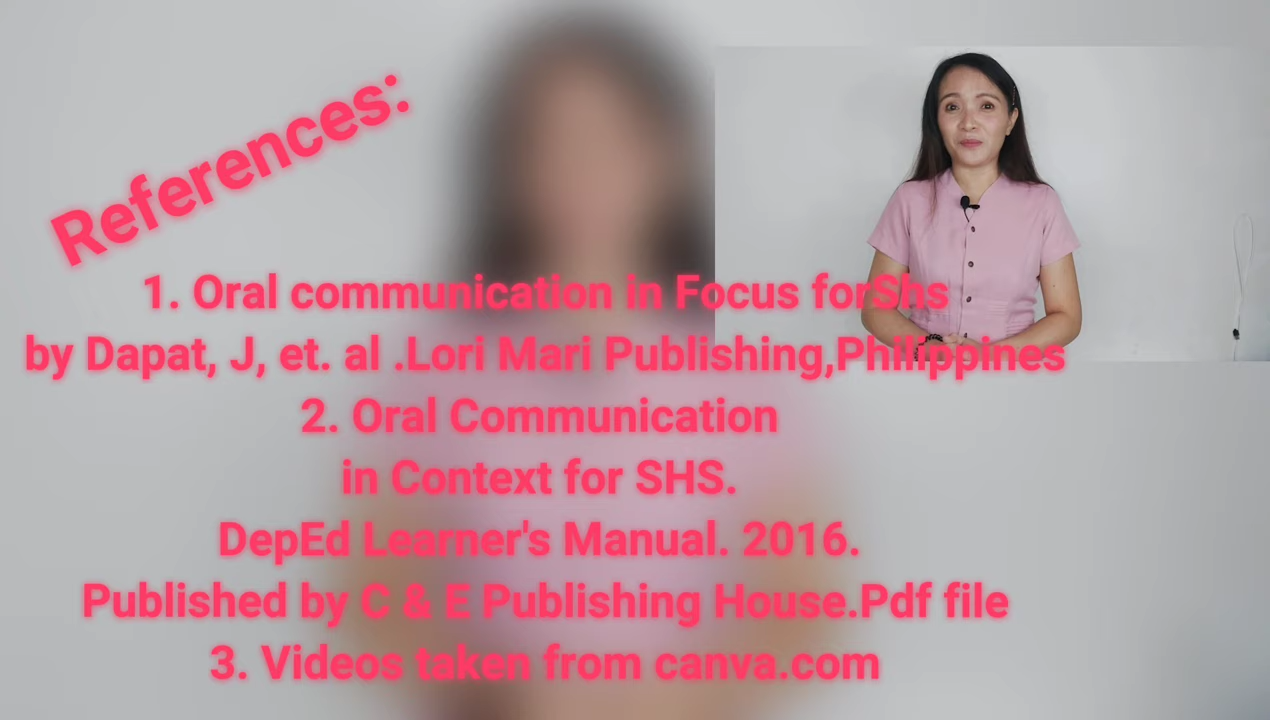 References:
1. Oral communication in Focus forShs
by Dapat, J, et. al .Lori Mari Publishing,Philippines
2. Oral Communication
in Context for SHS.
DepEd Learner's Manual. 2016.
Published by C & E Publishing House.Pdf file
3. Videos taken from canva.com